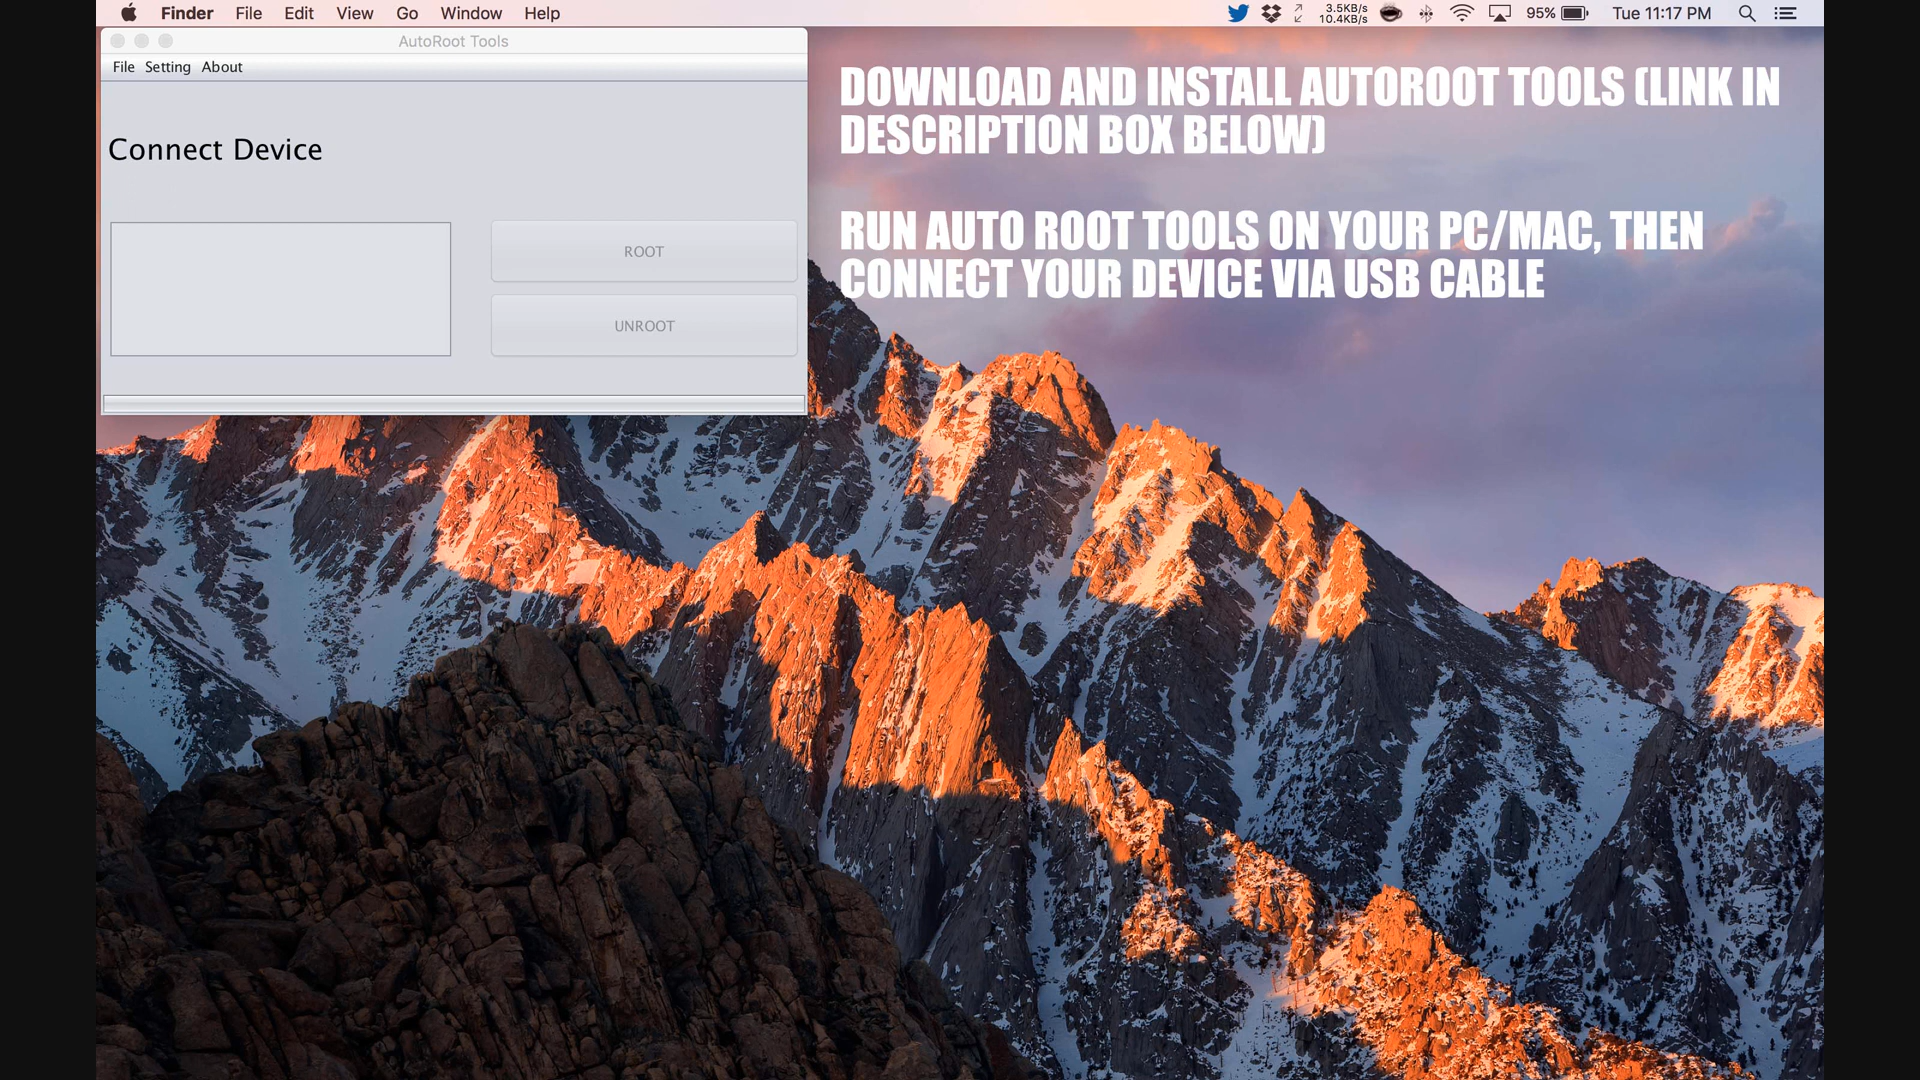 Finder File Edit View Go Window Help
3.5KB/s
10.4KB/s
95%
Tue 11:17 PM
AutoRoot Tools
File Setting About
Connect Device
ROOT
UNROOT
DOWNLOAD AND INSTALL AUTOROOT TOOLS (LINK IN
DESCRIPTION BOX BELOW)
RUN AUTO ROOT TOOLS ON YOUR PC/MAC, THEN
CONNECT YOUR DEVICE VIA USB CABLE